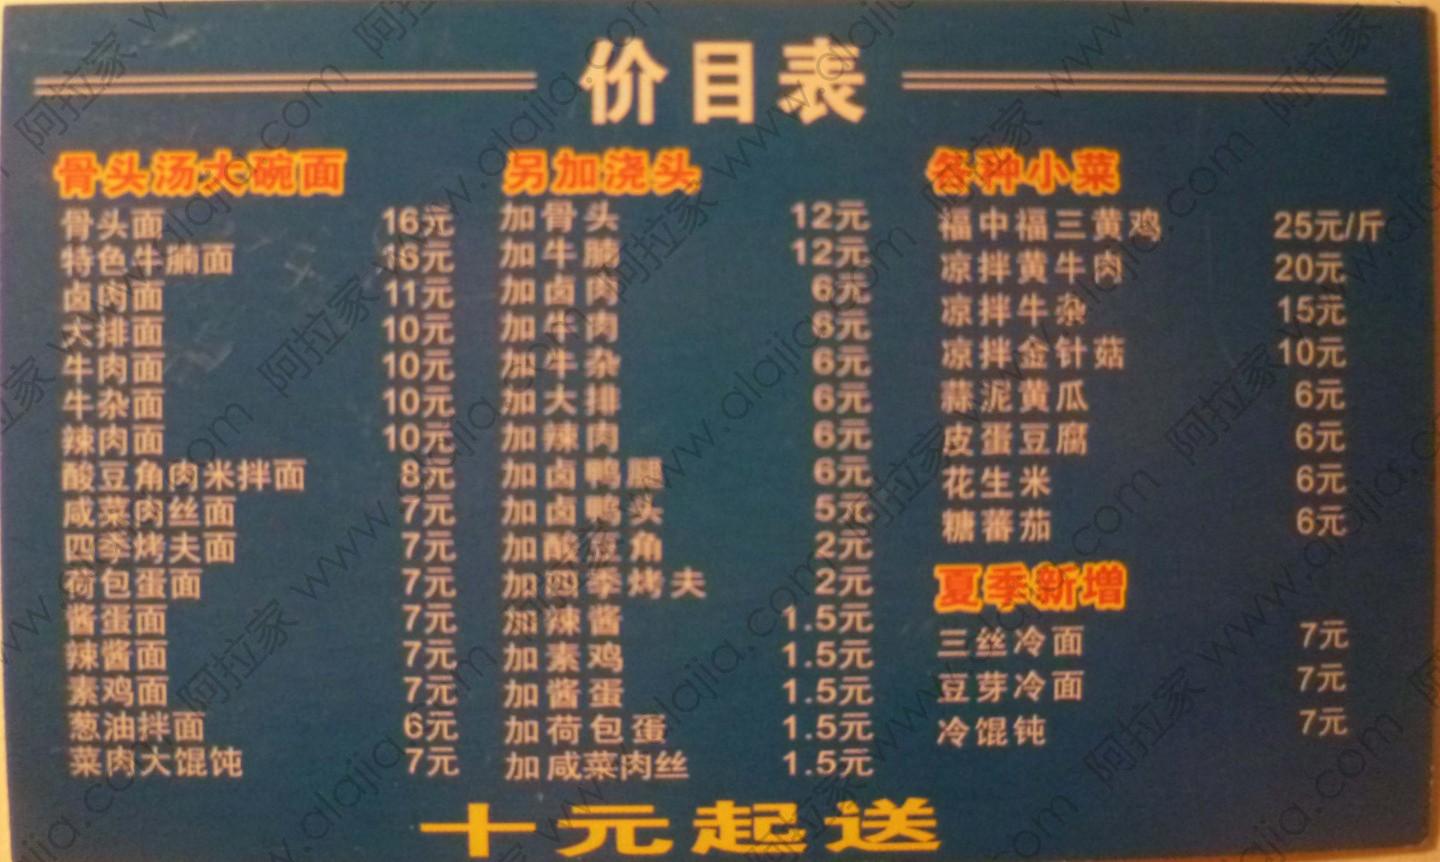 价目表
骨头汤大碗面
骨头面 16元
特色牛腩面 16元
卤肉面 11元
大排面 10元
牛肉面 10元
牛杂面 10元
辣肉面 10元
酸豆角肉米拌面 8元
咸菜肉丝面 7元
四季烤夫面 7元
荷包蛋面 7元
酱蛋面 7元
辣酱面 7元
素鸡面 7元
葱油拌面 6元
菜肉大馄饨 7元
另加浇头
加骨头 12元
加牛腩 12元
加卤肉 6元
加牛肉 6元
加牛杂 6元
加大排 6元
加辣肉 6元
加卤鸭腿 6元
加卤鸭头 5元
加酸豆角 2元
加四季烤夫 2元
加辣酱 1.5元
加素鸡 1.5元
加酱蛋 1.5元
加荷包蛋 1.5元
加咸菜肉丝 1.5元
各种小菜
福中福三黄鸡 25元/斤
凉拌黄牛肉 20元
凉拌牛杂 15元
凉拌金针菇 10元
蒜泥黄瓜 6元
皮蛋豆腐 6元
花生米 6元
糖蕃茄 6元
夏季新增
三丝冷面 7元
豆芽冷面 7元
冷馄饨 7元
十元起送
阿拉家 www.alajia.com